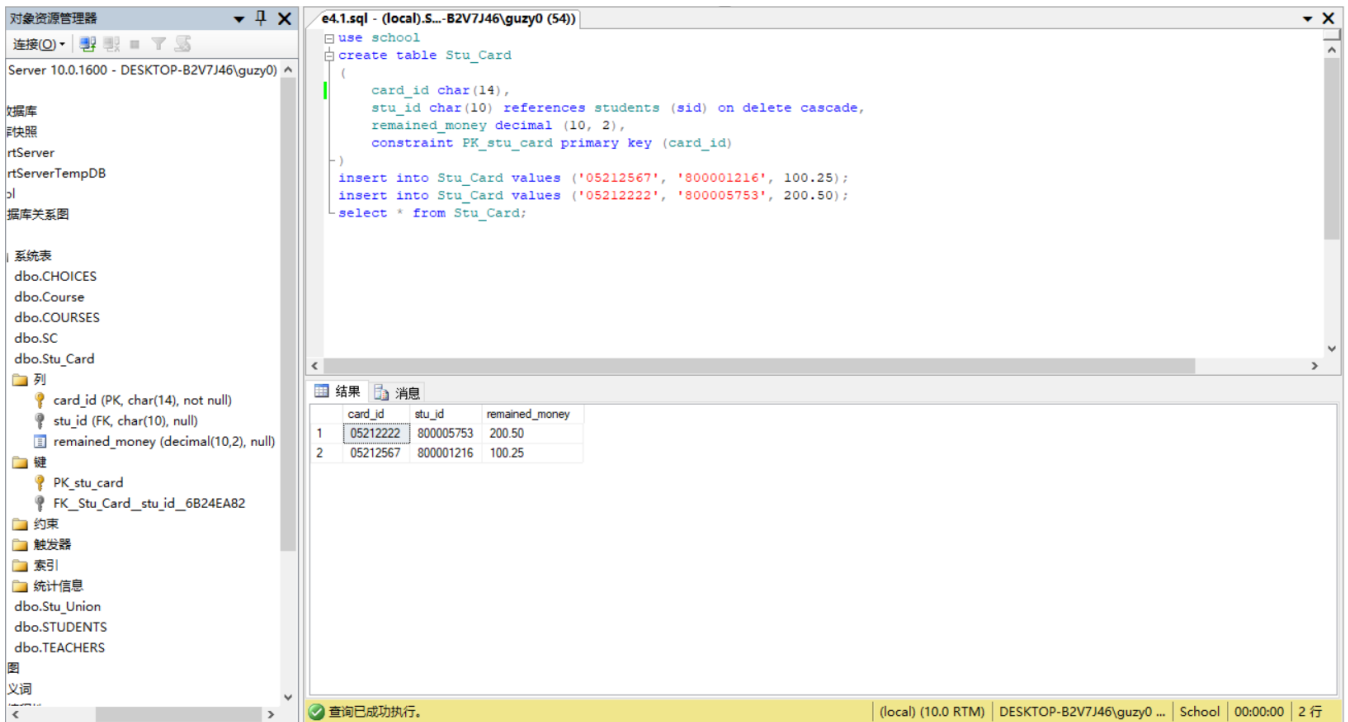 对象资源管理器
连接(O)
Server 10.0.1600 - DESKTOP-B2V7J46\guzy0)
数据库
库快照
rtServer
rtServerTempDB
ol
据库关系图
系统表
dbo.CHOICES
dbo.Course
dbo.COURSES
dbo.SC
dbo.Stu_Card
列
card_id (PK, char(14), not null)
stu_id (FK, char(10), null)
remained_money (decimal(10,2), null)
键
PK_stu_card
FK__Stu_Card__stu_id__6B24EA82
约束
触发器
索引
统计信息
dbo.Stu_Union
dbo.STUDENTS
dbo.TEACHERS
图
义词
e4.1.sql - (local).S...-B2V7J46\guzy0 (54))
use school
create table Stu_Card
(
card_id char(14),
stu_id char(10) references students (sid) on delete cascade,
remained_money decimal (10, 2),
constraint PK_stu_card primary key (card_id)
)
insert into Stu_Card values ('05212567', '800001216', 100.25);
insert into Stu_Card values ('05212222', '800005753', 200.50);
select * from Stu_Card;
结果 消息
card_id stu_id remained_money
1 05212222 800005753 200.50
2 05212567 800001216 100.25
查询已成功执行。 (local) (10.0 RTM) DESKTOP-B2V7J46\guzy0 ... School 00:00:00 2 行